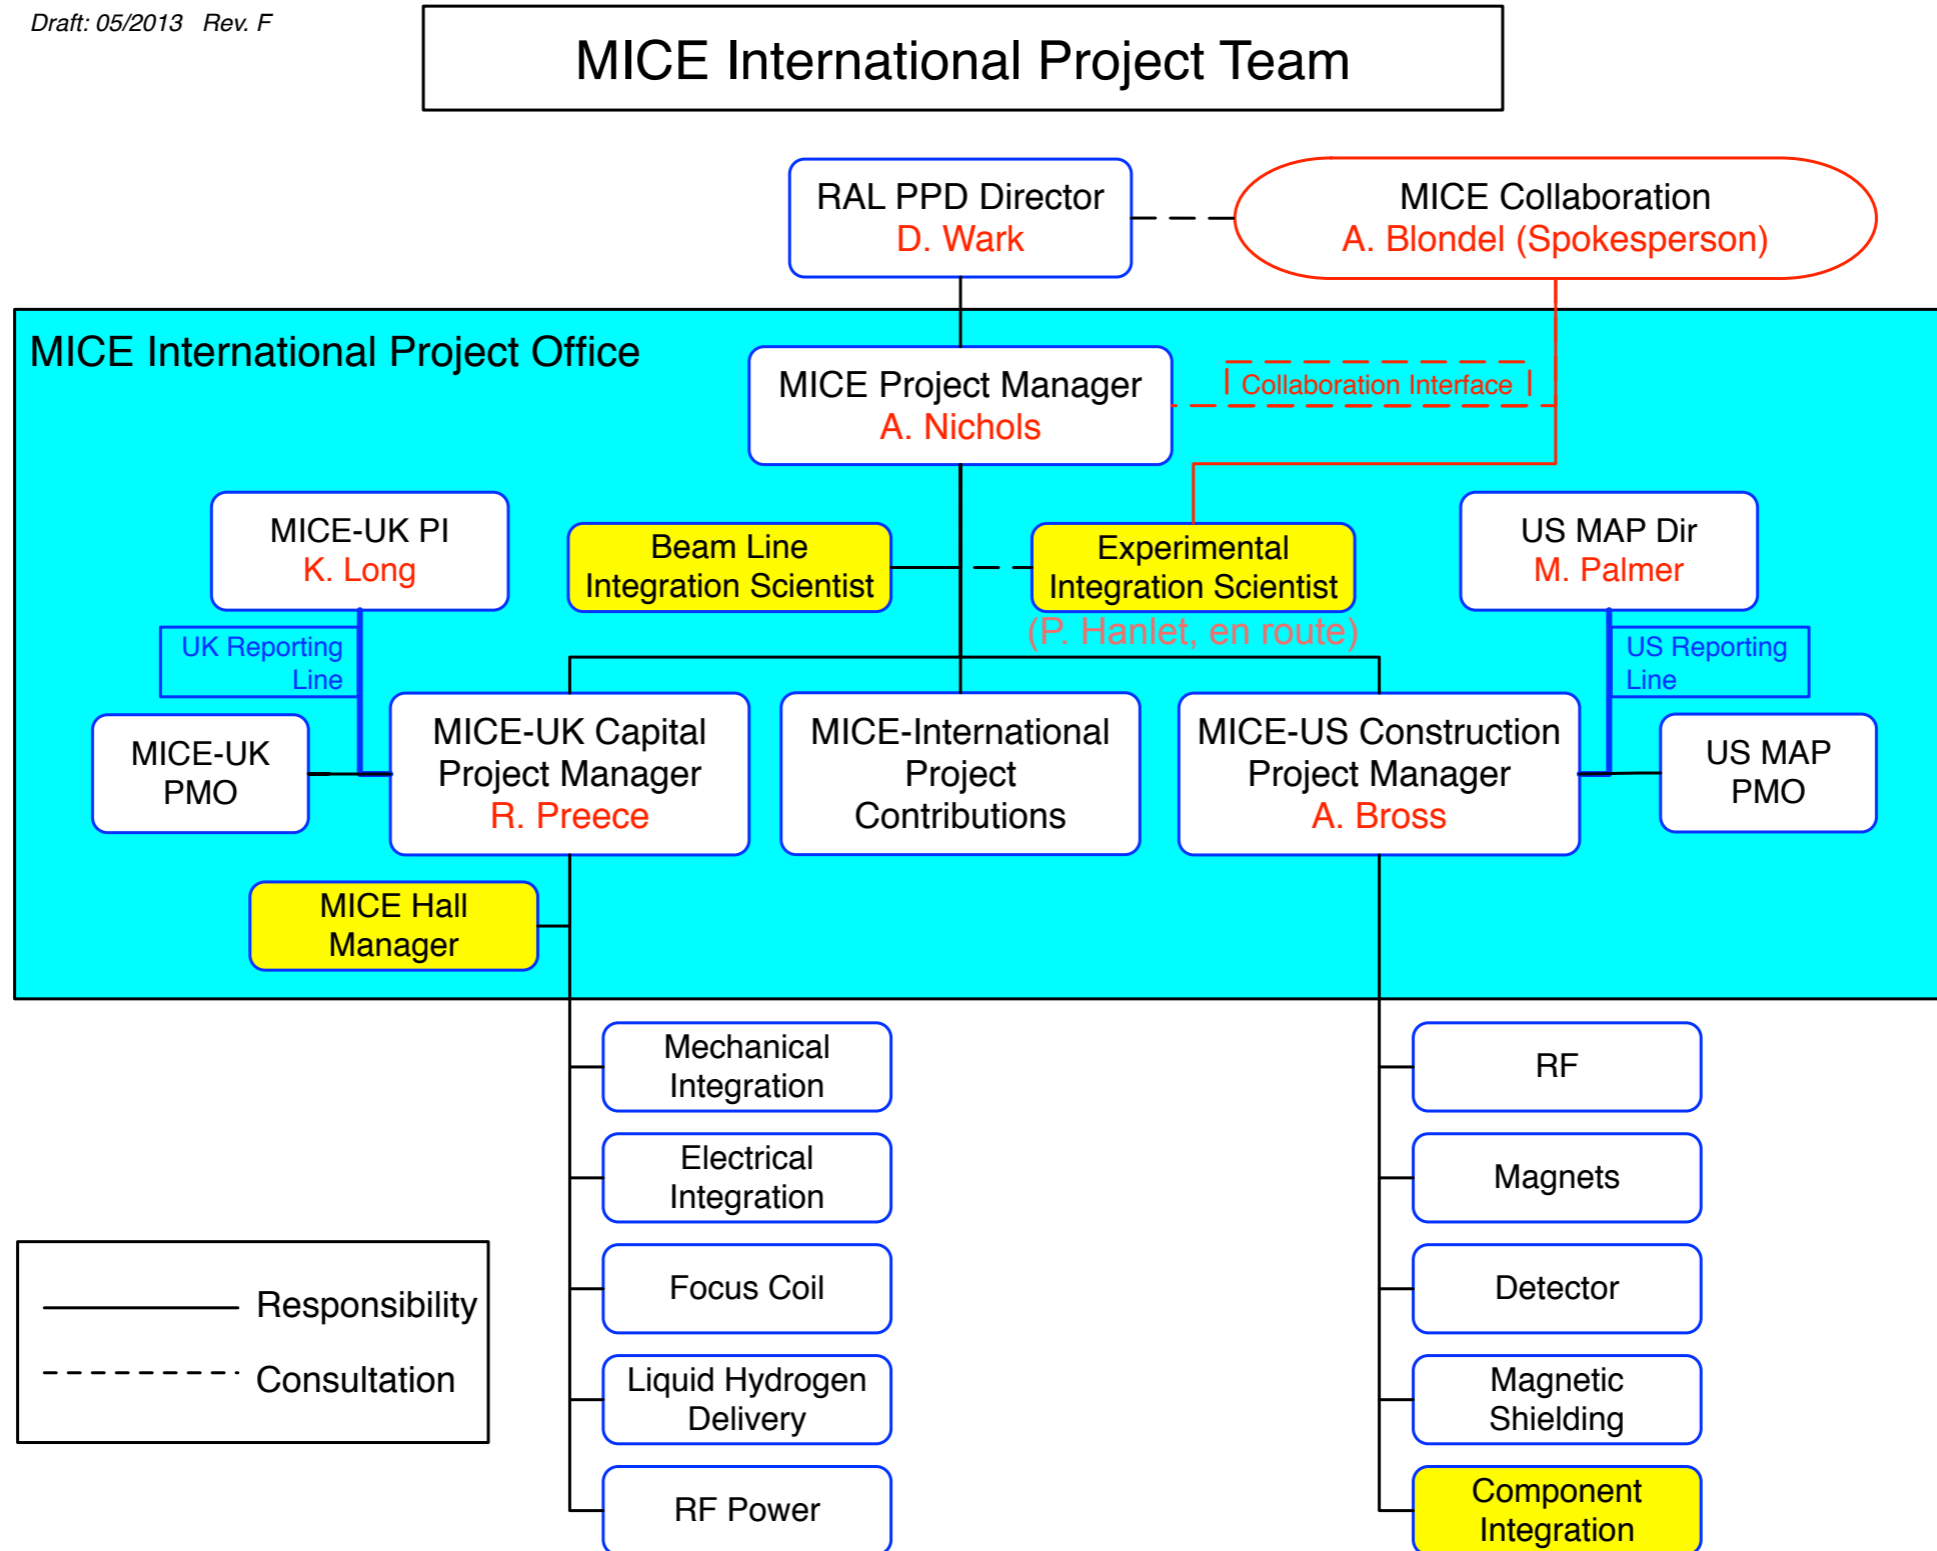 Draft: 05/2013   Rev. F
MICE International Project Team
RAL PPD Director
D. Wark
MICE Collaboration
A. Blondel (Spokesperson)
MICE International Project Office
MICE Project Manager
A. Nichols
Collaboration Interface
MICE-UK PI
K. Long
Beam Line
Integration Scientist
Experimental
Integration Scientist
(P. Hanlet, en route)
US MAP Dir
M. Palmer
UK Reporting
Line
US Reporting
Line
MICE-UK
PMO
MICE-UK Capital
Project Manager
R. Preece
MICE-International
Project
Contributions
MICE-US Construction
Project Manager
A. Bross
US MAP
PMO
MICE Hall
Manager
Mechanical
Integration
Electrical
Integration
Focus Coil
Liquid Hydrogen
Delivery
RF Power
RF
Magnets
Detector
Magnetic
Shielding
Component
Integration
Responsibility
Consultation